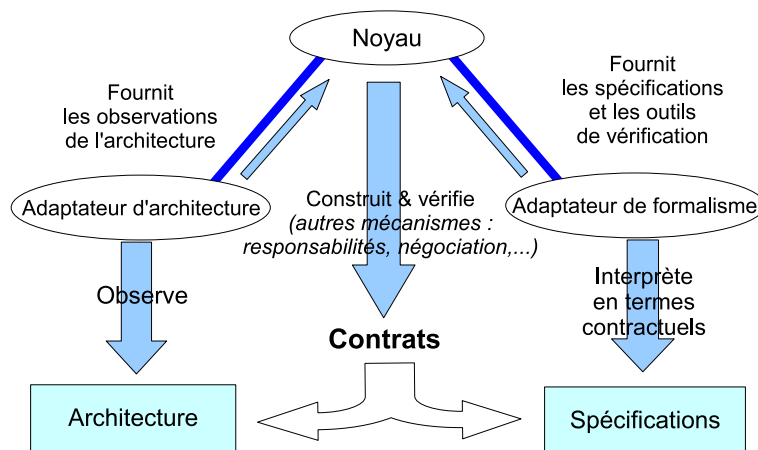 Noyau
Fournit
les observations
de l'architecture
Fournit
les spécifications
et les outils
de vérification
Adaptateur d'architecture
Construit & vérifie
(autres mécanismes :
responsabilités, négociation,...)
Adaptateur de formalisme
Observe
Interprète
en termes
contractuels
Contrats
Architecture
Spécifications